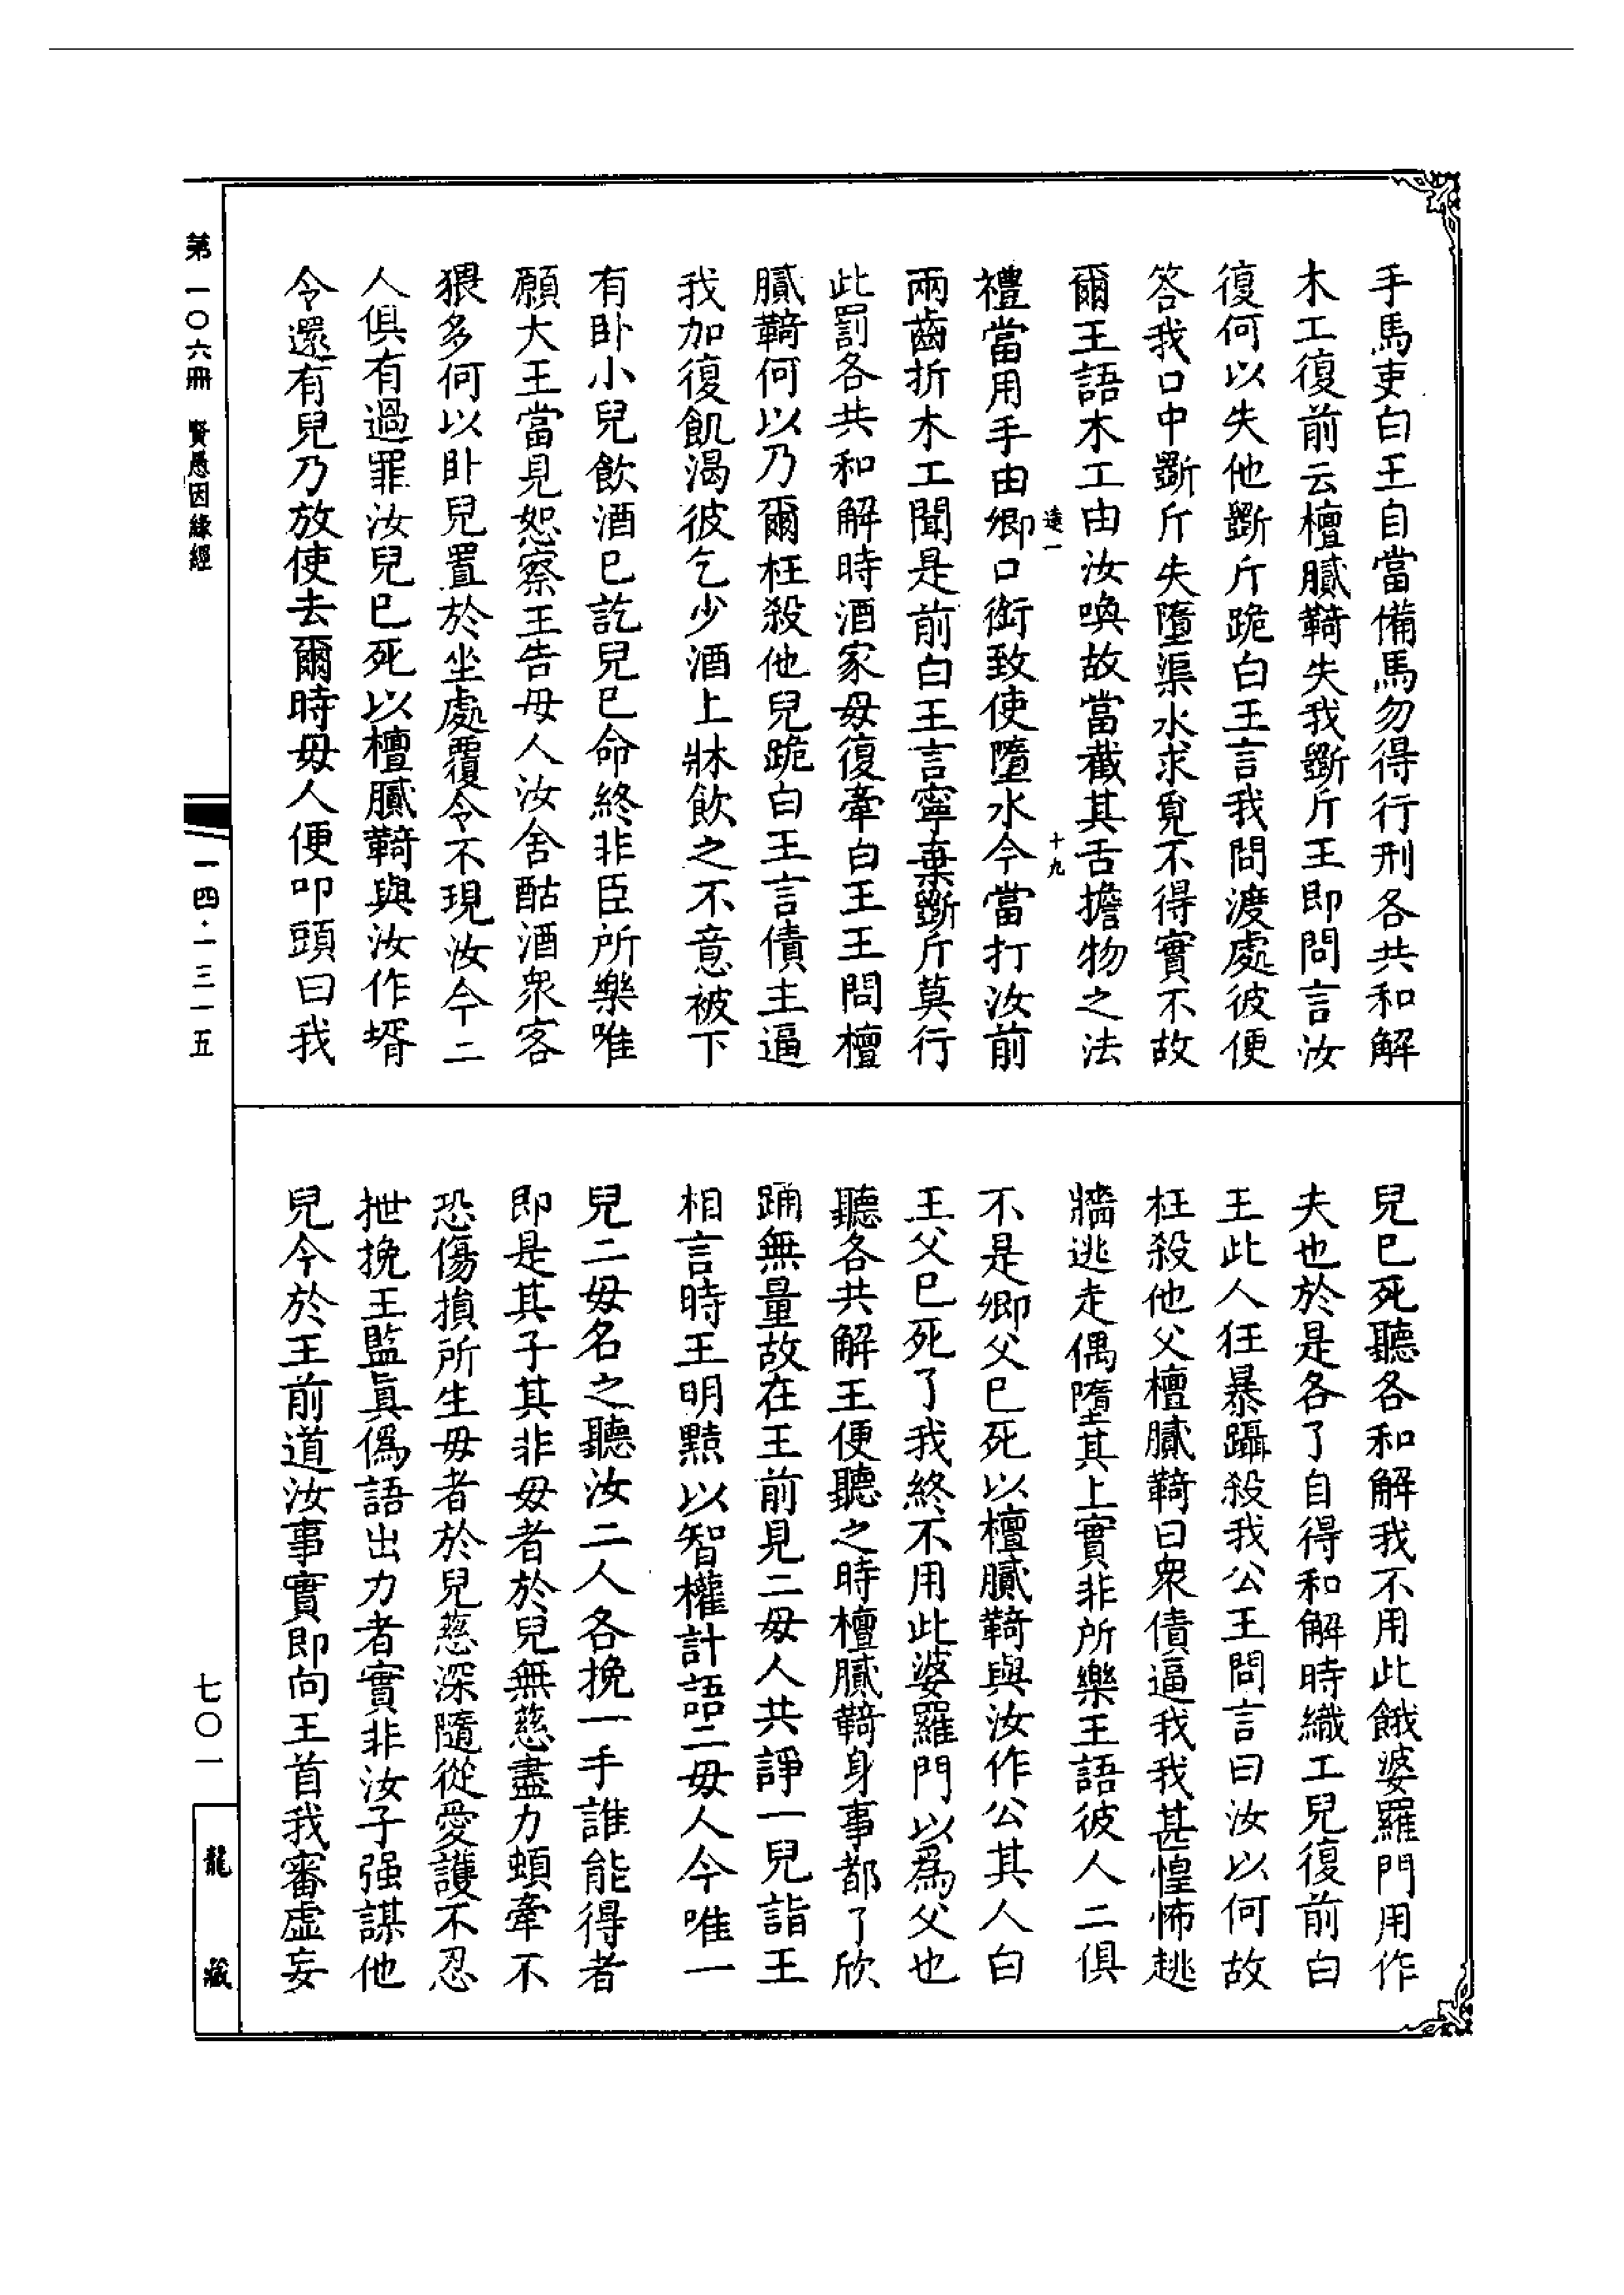 手馬吏白王自當備馬勿得行刑各共和解
木工復前云檀膩䩭失我斵斤王即問言汝
復何以失他斵斤跪白王言我問渡處彼便
答我口中斵斤失墮渠水求覓不得實不故
爾王語木工由汝喚故當截其舌擔物之法
遠一
十九
禮當用手由卿口銜致使墮水今當打汝前
兩齒折木工聞是前白王言寧棄斵斤莫行
此罰各共和解時酒家毋復牽白王王問檀
膩䩭何以乃爾枉殺他兒跪白王言債主逼
我加復飢渴彼乞少酒上牀飲之不意被下
有卧小兒飲酒已訖兒已命終非臣所樂唯
願大王當見恕察王告毋人汝舍酤酒衆客
猥多何以卧兒置於坐處覆令不現汝今二
人俱有過罪汝兒已死以檀膩䩭與汝作壻
令還有兒乃放使去爾時毋人便叩頭曰我
兒已死聽各和解我不用此餓婆羅門用作
夫也於是各了自得和解時織工兒復前白
王此人狂暴躡殺我公王問言曰汝以何故
枉殺他父檀膩䩭曰衆債逼我我甚惶怖趒
牆逃走偶墮其上實非所樂王語彼人二俱
不是卿父已死以檀膩䩭與汝作公其人白
王父已死了我終不用此婆羅門以爲父也
聽各共解王便聽之時檀膩䩭身事都了欣
踊無量故在王前見二毋人共諍一兒詣王
相言時王明黠以智權計語二毋人今唯一
兒二毋名之聽汝二人各挽一手誰能得者
即是其子其非毋者於兒無慈盡力頓牽不
恐傷損所生毋者於兒慈深隨從愛護不忍
抴挽王監眞僞語出力者實非汝子强謀他
兒今於王前道汝事實即向王首我審虛妄
第一〇六冊 賢愚因緣經
一四·一三一五
七〇一
龍藏